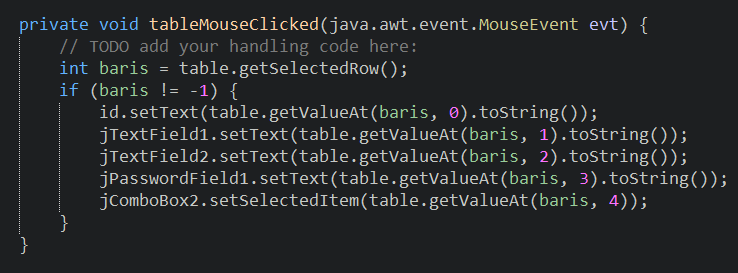 private void tableMouseClicked(java.awt.event.MouseEvent evt) {
    // TODO add your handling code here:
    int baris = table.getSelectedRow();
    if (baris != -1) {
        id.setText(table.getValueAt(baris, 0).toString());
        jTextField1.setText(table.getValueAt(baris, 1).toString());
        jTextField2.setText(table.getValueAt(baris, 2).toString());
        jPasswordField1.setText(table.getValueAt(baris, 3).toString());
        jComboBox2.setSelectedItem(table.getValueAt(baris, 4));
    }
}